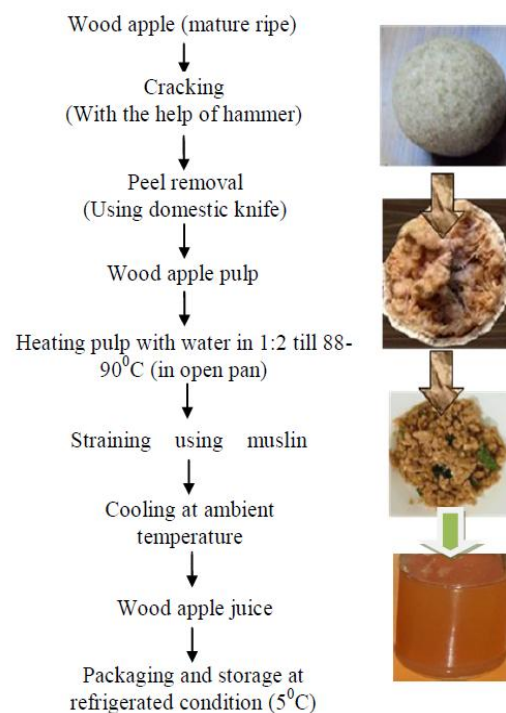 Wood apple (mature ripe)
Cracking
(With the help of hammer)
Peel removal
(Using domestic knife)
Wood apple pulp
Heating pulp with water in 1:2 till 88-
90⁰C (in open pan)
Straining using muslin
Cooling at ambient
temperature
Wood apple juice
Packaging and storage at
refrigerated condition (5⁰C)